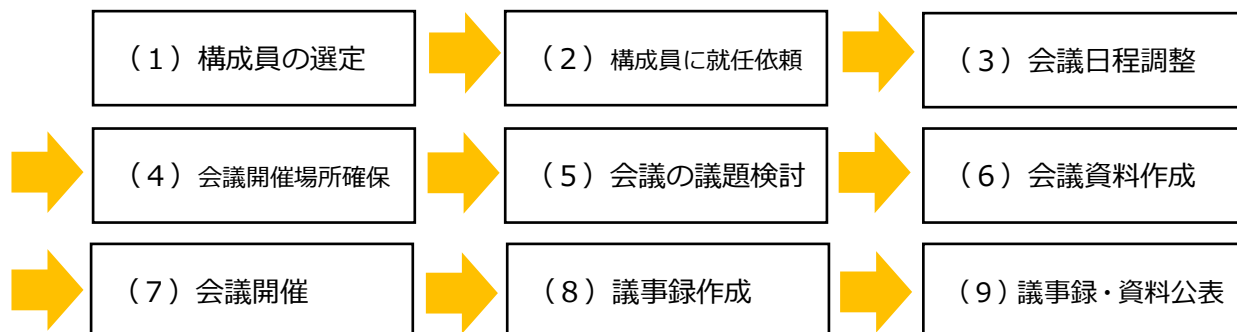 （１）構成員の選定
（２）構成員に就任依頼
（３）会議日程調整
（４）会議開催場所確保
（５）会議の議題検討
（６）会議資料作成
（７）会議開催
（８）議事録作成
（９）議事録・資料公表